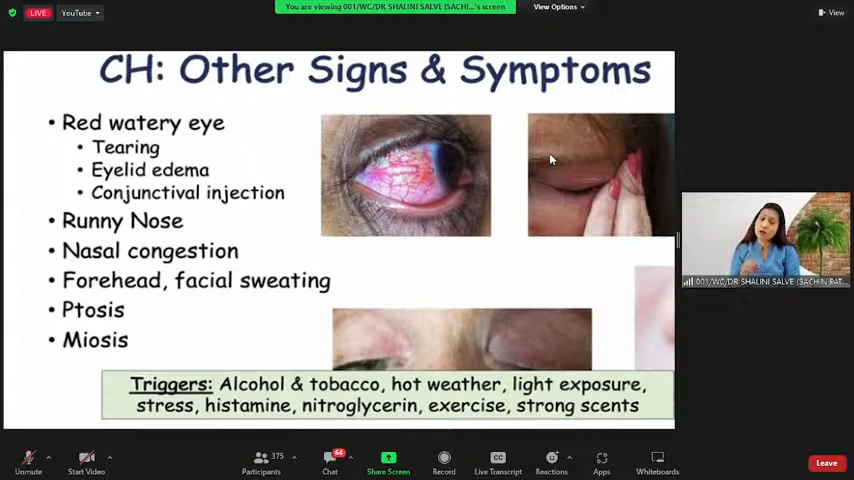 LIVE
YouTube
You are viewing 001/WC/DR SHALINI SALVE (SACHI...'s screen
View Options
View
CH: Other Signs & Symptoms
• Red watery eye
• Tearing
• Eyelid edema
• Conjunctival injection
• Runny Nose
• Nasal congestion
• Forehead, facial sweating
• Ptosis
• Miosis
Triggers: Alcohol & tobacco, hot weather, light exposure,
stress, histamine, nitroglycerin, exercise, strong scents
001/WC/DR SHALINI SALVE (SACHIN PAT...
Unmute
Start Video
375
Participants
64
Chat
Share Screen
Record
CC
Live Transcript
Reactions
Apps
Whiteboards
Leave